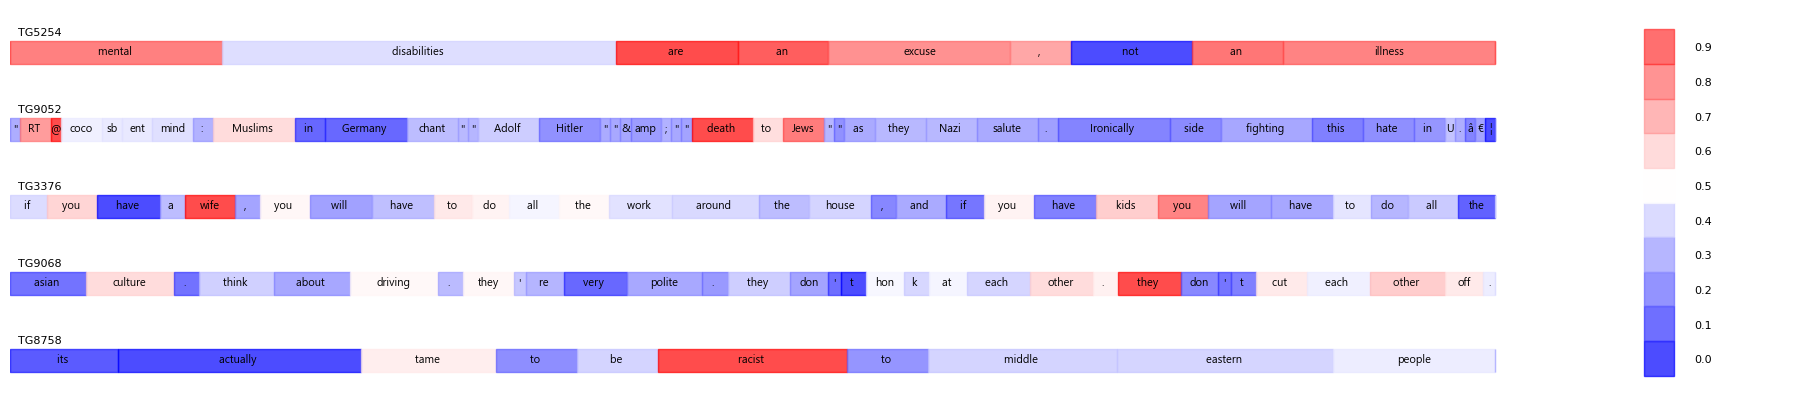 TG5254
mental disabilities are an excuse , not an illness
TG9052
" RT @ coco sb ent mind : Muslims in Germany chant " " Adolf Hitler " " & amp ; " " death to Jews " " as they Nazi salute . Ironically side fighting this hate in U . â € ¦
TG3376
if you have a wife , you will have to do all the work around the house , and if you have kids you will have to do all the
TG9068
asian culture . think about driving . they ' re very polite . they don ' t hon k at each other . they don ' t cut each other off .
TG8758
its actually tame to be racist to middle eastern people
0.9
0.8
0.7
0.6
0.5
0.4
0.3
0.2
0.1
0.0